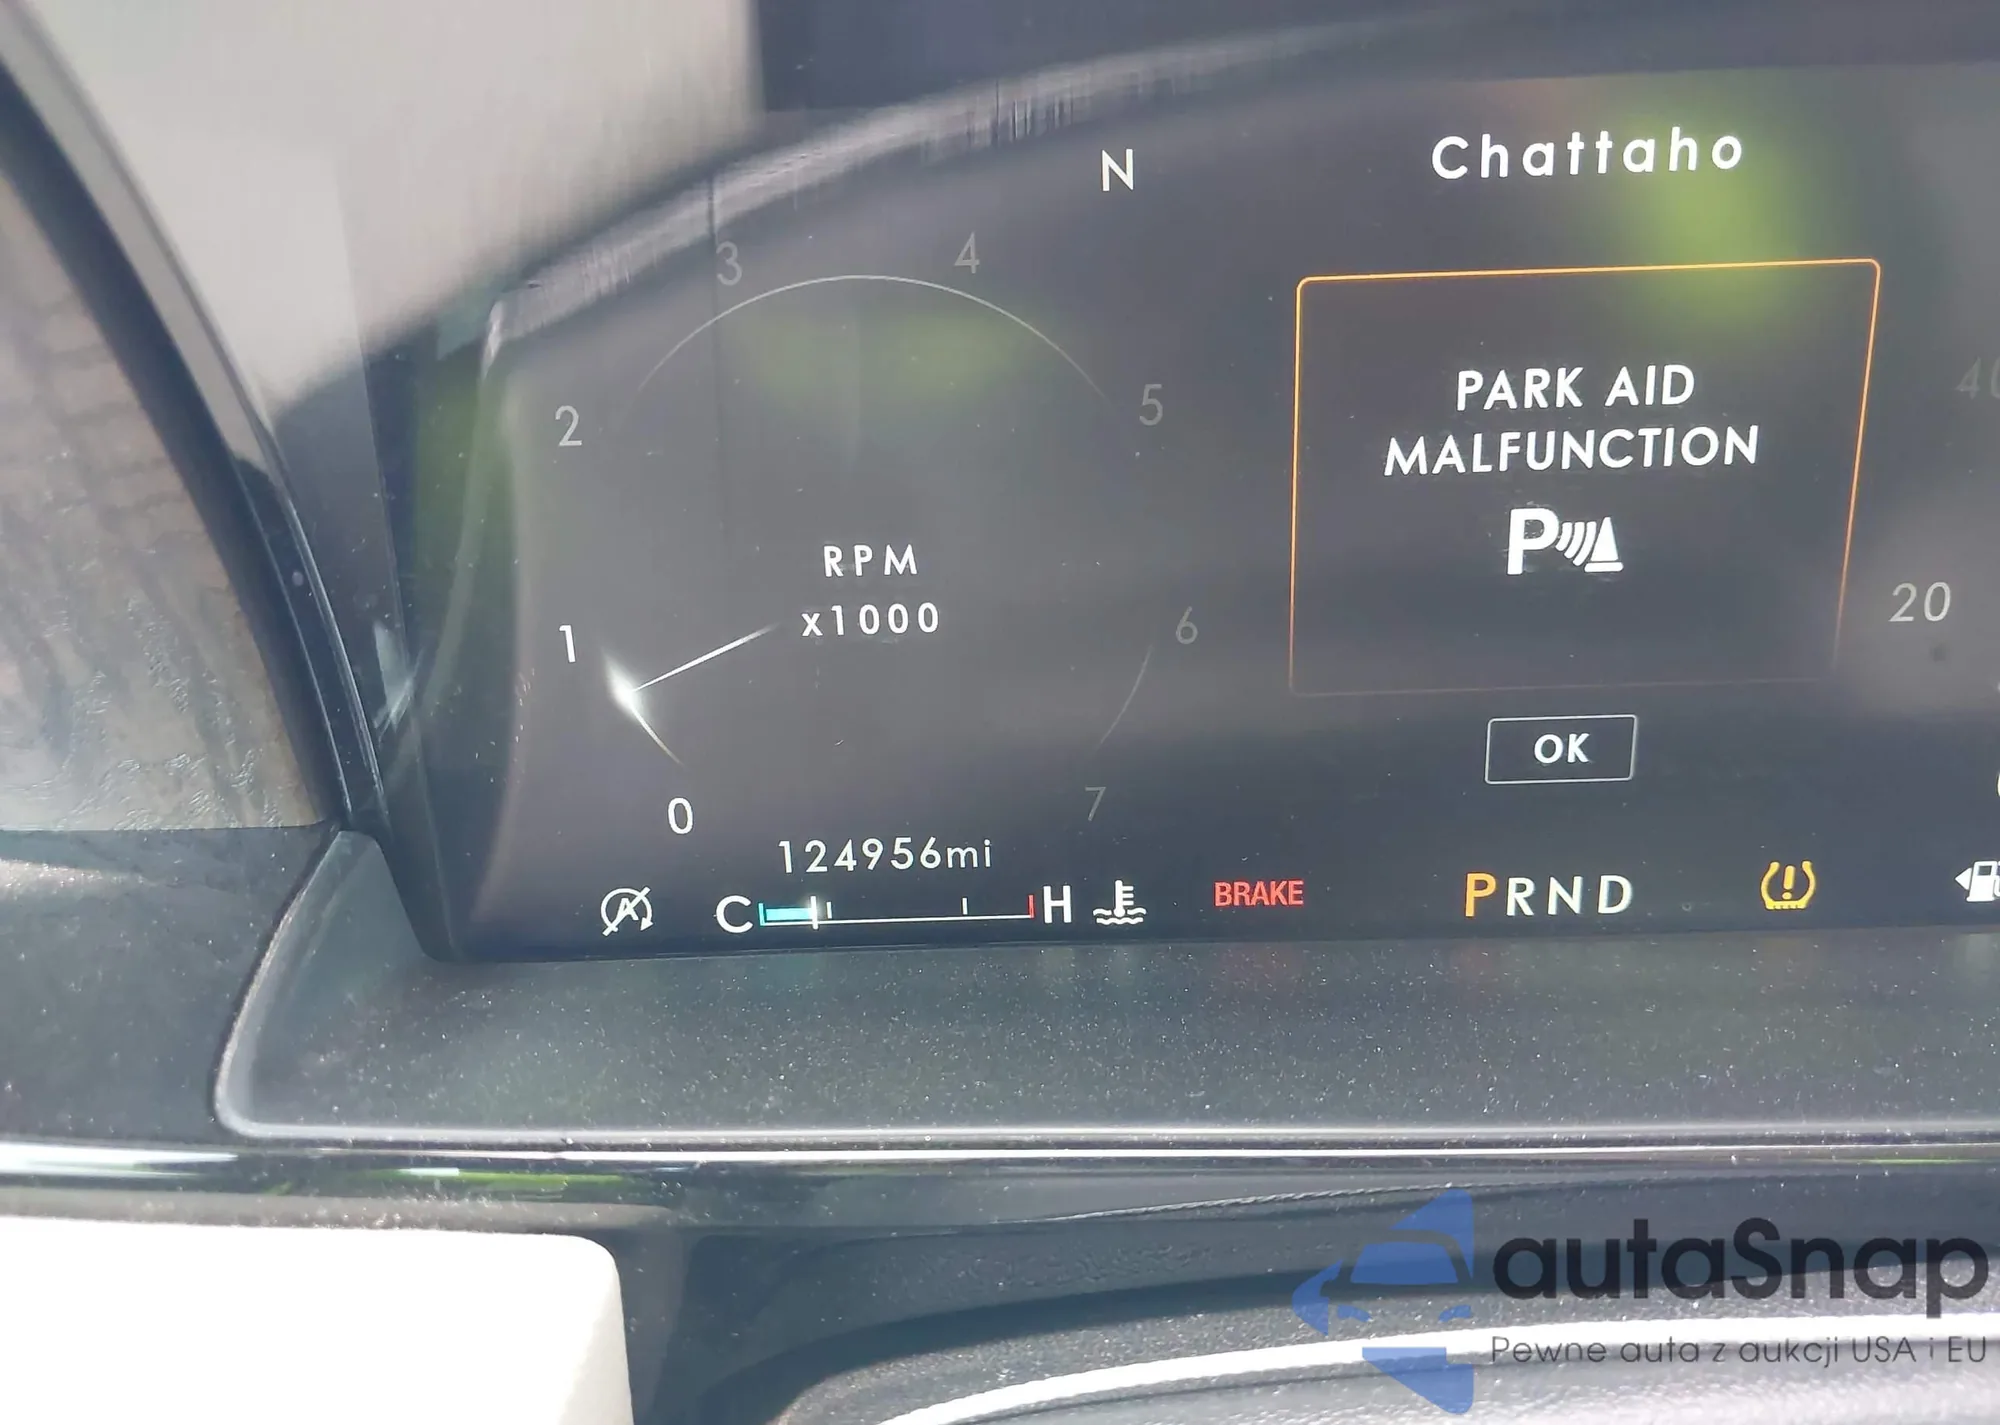 N
Chattaho
3
4
2
5
40
PARK AID
MALFUNCTION
P
RPM
x1000
1
6
20
OK
0
7
124956mi
A
C
H
BRAKE
PRND
autaSnap
Pewne auta z aukcji USA i EU